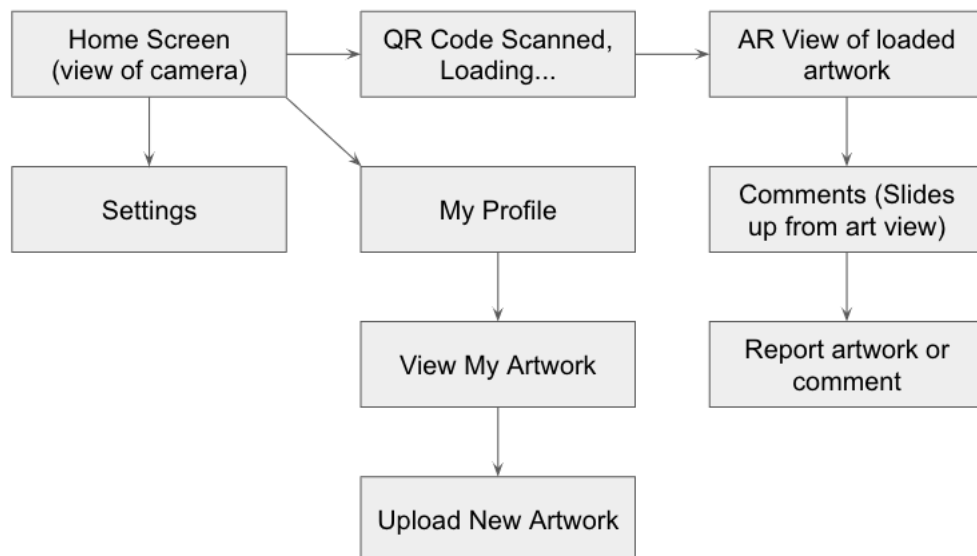 Home Screen
(view of camera)
QR Code Scanned,
Loading...
AR View of loaded
artwork
Settings
My Profile
Comments (Slides
up from art view)
View My Artwork
Report artwork or
comment
Upload New Artwork